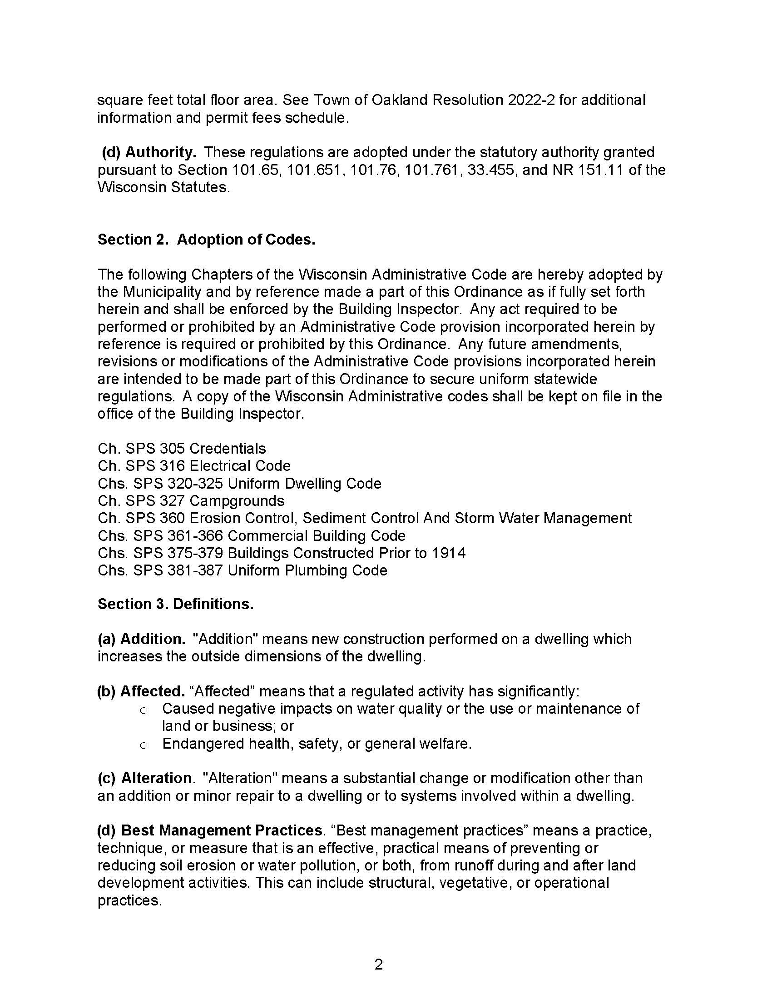 square feet total floor area. See Town of Oakland Resolution 2022-2 for additional
information and permit fees schedule.
(d) Authority.  These regulations are adopted under the statutory authority granted
pursuant to Section 101.65, 101.651, 101.76, 101.761, 33.455, and NR 151.11 of the
Wisconsin Statutes.
Section 2.  Adoption of Codes.
The following Chapters of the Wisconsin Administrative Code are hereby adopted by
the Municipality and by reference made a part of this Ordinance as if fully set forth
herein and shall be enforced by the Building Inspector.  Any act required to be
performed or prohibited by an Administrative Code provision incorporated herein by
reference is required or prohibited by this Ordinance.  Any future amendments,
revisions or modifications of the Administrative Code provisions incorporated herein
are intended to be made part of this Ordinance to secure uniform statewide
regulations.  A copy of the Wisconsin Administrative codes shall be kept on file in the
office of the Building Inspector.
Ch. SPS 305 Credentials
Ch. SPS 316 Electrical Code
Chs. SPS 320-325 Uniform Dwelling Code
Ch. SPS 327 Campgrounds
Ch. SPS 360 Erosion Control, Sediment Control And Storm Water Management
Chs. SPS 361-366 Commercial Building Code
Chs. SPS 375-379 Buildings Constructed Prior to 1914
Chs. SPS 381-387 Uniform Plumbing Code
Section 3. Definitions.
(a) Addition.  "Addition" means new construction performed on a dwelling which
increases the outside dimensions of the dwelling.
(b) Affected. “Affected” means that a regulated activity has significantly:
o Caused negative impacts on water quality or the use or maintenance of
land or business; or
o Endangered health, safety, or general welfare.
(c) Alteration.  "Alteration" means a substantial change or modification other than
an addition or minor repair to a dwelling or to systems involved within a dwelling.
(d) Best Management Practices. “Best management practices” means a practice,
technique, or measure that is an effective, practical means of preventing or
reducing soil erosion or water pollution, or both, from runoff during and after land
development activities. This can include structural, vegetative, or operational
practices.
2